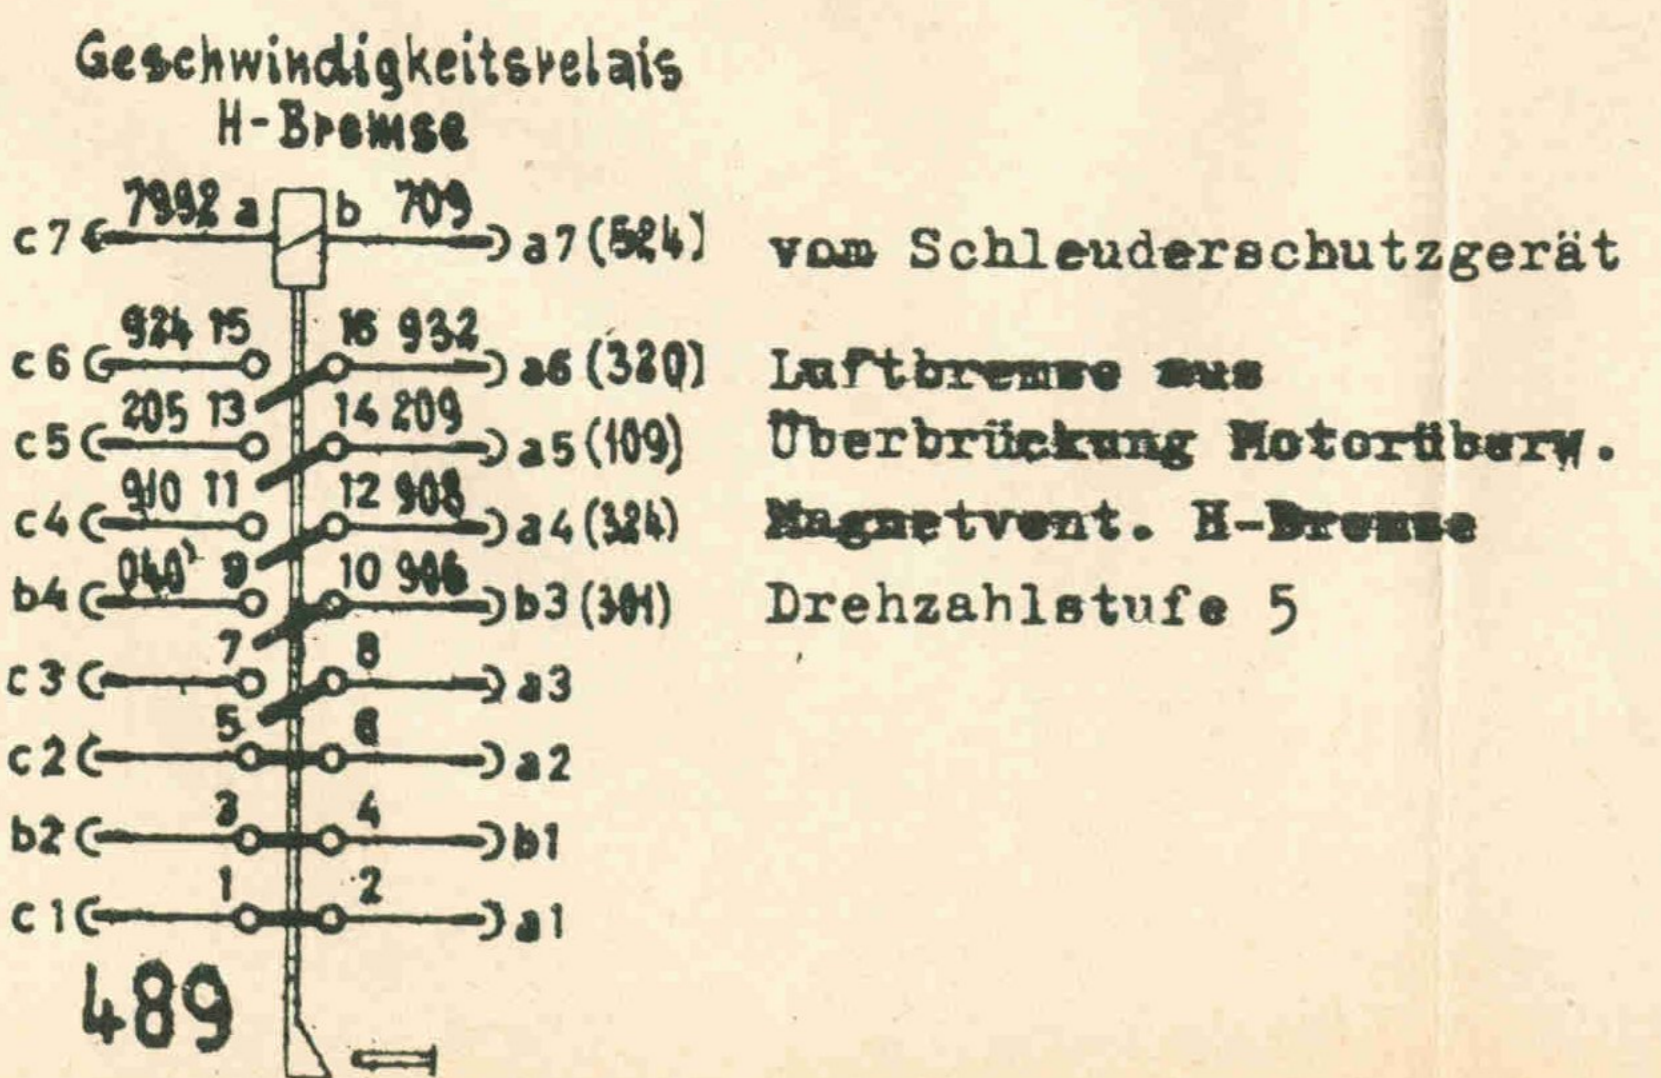 Geschwindigkeitsrelais
H-Bremse
c7 7992 a b 709 a7 (524) vom Schleuderschutzgerät
c6 924 15 16 932 a6 (320) Luftbremse aus
c5 205 13 14 209 a5 (109) Überbrückung Motorüberw.
c4 910 11 12 908 a4 (324) Magnetvent. H-Bremse
b4 040' 9 10 906 b3 (301) Drehzahlstufe 5
c3 7 8 a3
c2 5 6 a2
b2 3 4 b1
c1 1 2 a1
489